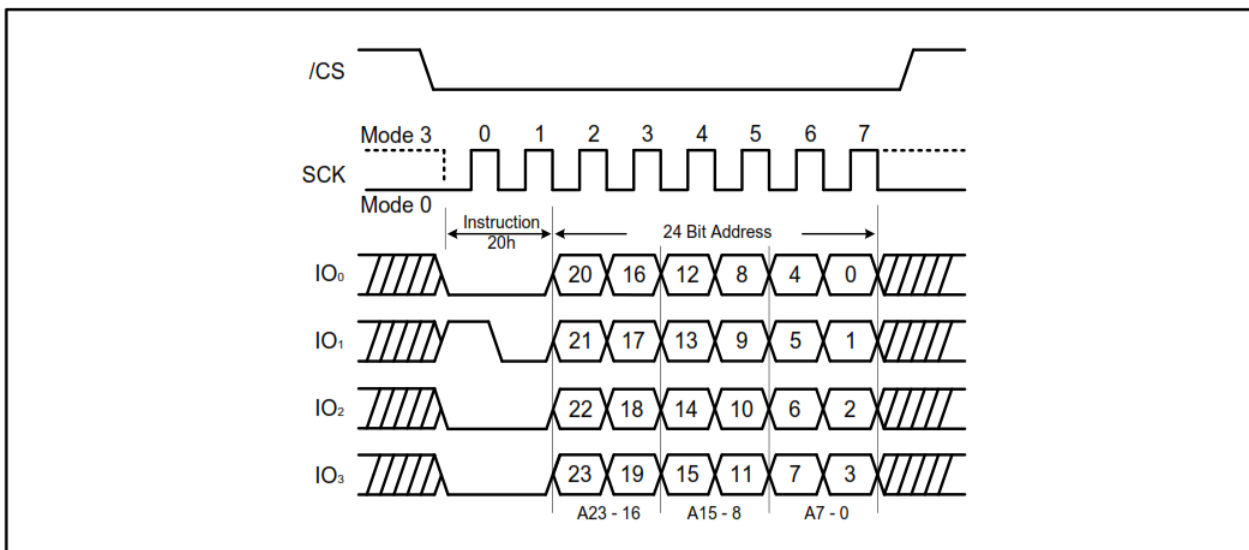 /CS
Mode 3 0 1 2 3 4 5 6 7
SCK
Mode 0
Instruction
20h
24 Bit Address
IO₀ 20 16 12 8 4 0
IO₁ 21 17 13 9 5 1
IO₂ 22 18 14 10 6 2
IO₃ 23 19 15 11 7 3
A23 - 16 A15 - 8 A7 - 0